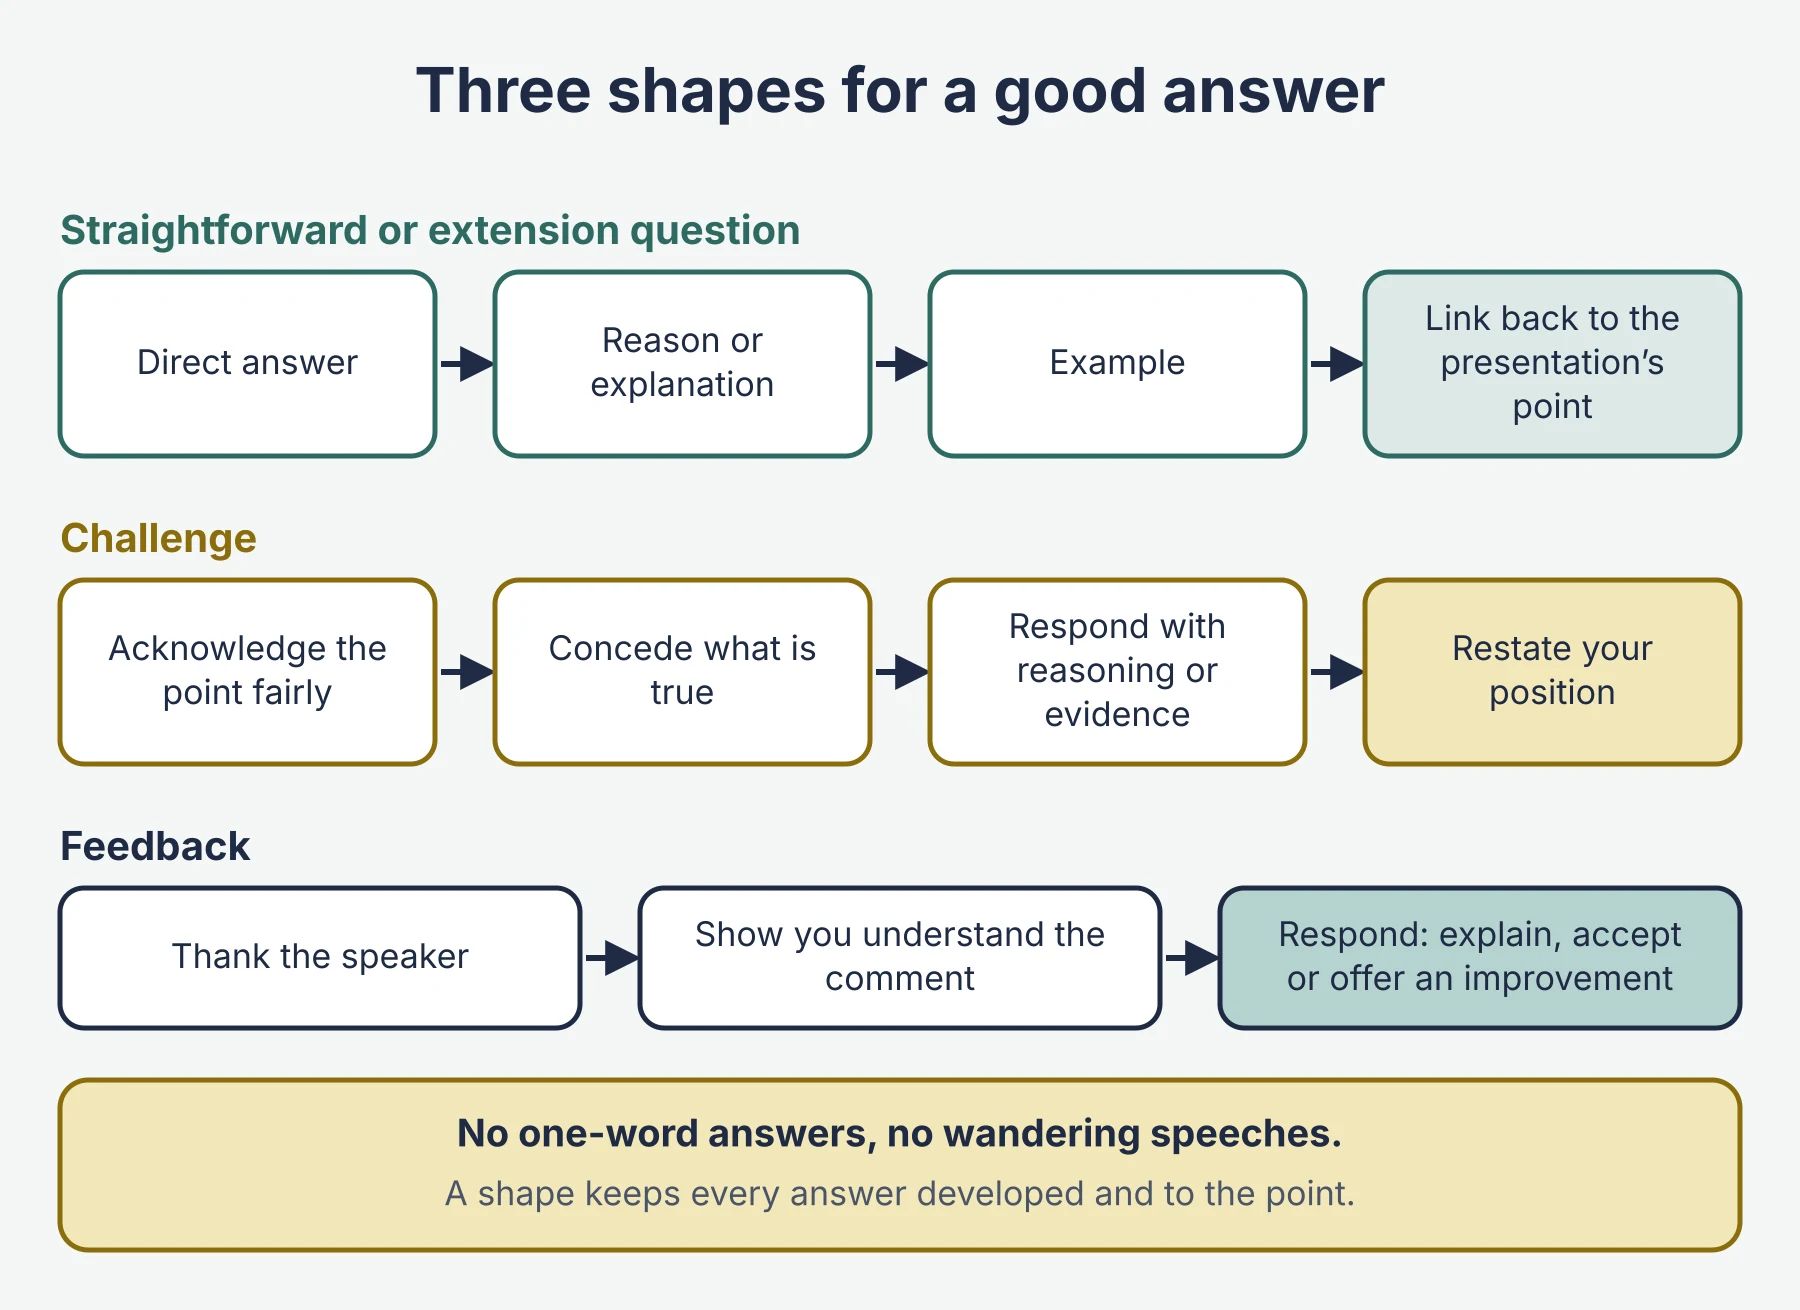 Three shapes for a good answer
Straightforward or extension question
Direct answer
Reason or
explanation
Example
Link back to the
presentation’s
point
Challenge
Acknowledge the
point fairly
Concede what is
true
Respond with
reasoning or
evidence
Restate your
position
Feedback
Thank the speaker
Show you understand the
comment
Respond: explain, accept
or offer an improvement
No one-word answers, no wandering speeches.
A shape keeps every answer developed and to the point.